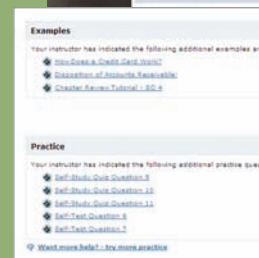 Examples
Your instructor has indicated the following additional examples an
How Does a Credit Card Work?
Disposition of Accounts Receivable:
Chapter Review Tutorial - SO 4
Practice
Your instructor has indicated the following additional practice ques
Self-Study Quiz Question 9
Self-Study Quiz Question 10
Self-Study Quiz Question 11
Self-Test Question 6
Self-Test Question 7
Want more help? - try more practice